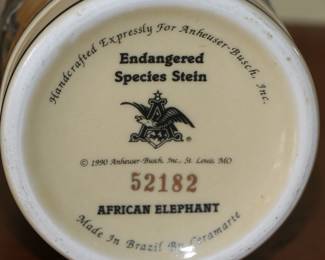 Handcrafted Expressly For Anheuser-Busch, Inc.
Endangered
Species Stein
© 1990 Anheuser-Busch, Inc., St. Louis, MO
52182
AFRICAN ELEPHANT
Made In Brazil By Ceramarte